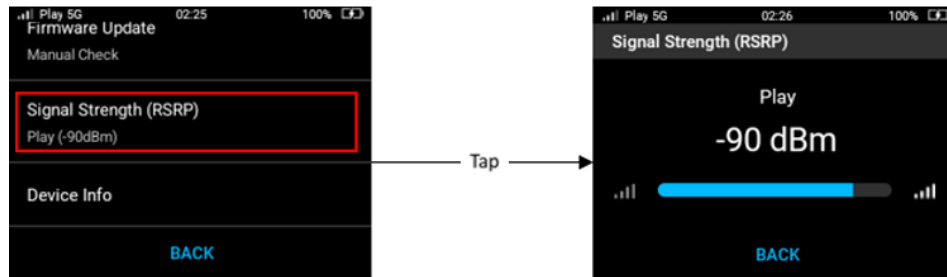 Play 5G 02:25 100%
Firmware Update
Manual Check
Signal Strength (RSRP)
Play (-90dBm)
Device Info
BACK
Tap
Play 5G 02:26 100%
Signal Strength (RSRP)
Play
-90 dBm
BACK